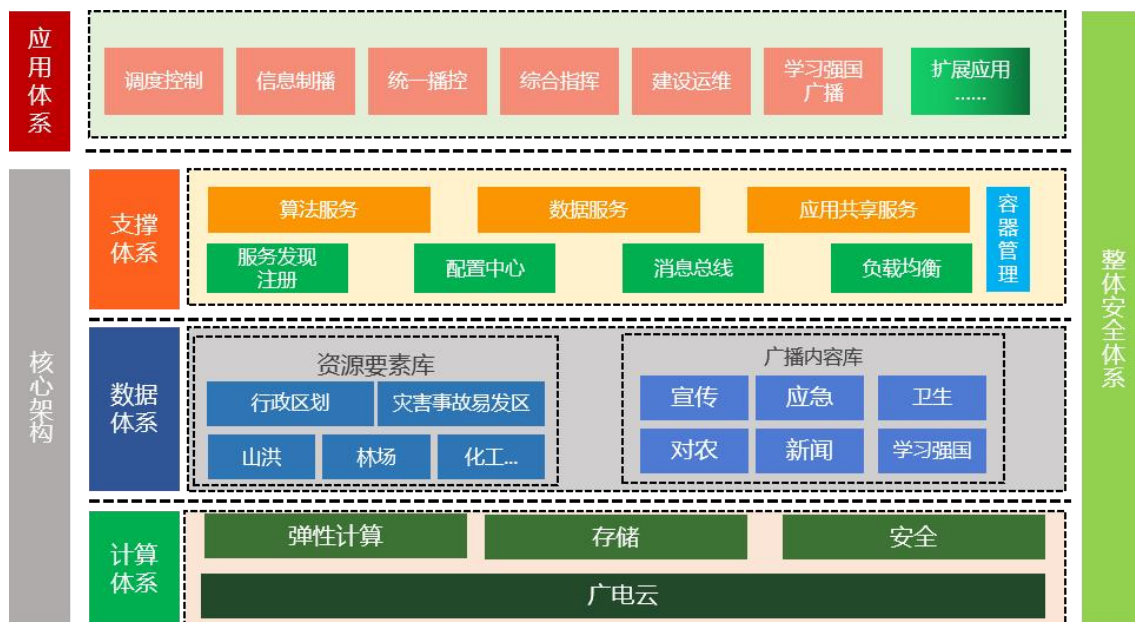 应用体系
调度控制
信息制播
统一播控
综合指挥
建设运维
学习强国
广播
扩展应用
......
核心架构
支撑
体系
算法服务
数据服务
应用共享服务
服务发现
注册
配置中心
消息总线
负载均衡
容器管理
数据
体系
资源要素库
行政区划
灾害事故易发区
山洪
林场
化工...
广播内容库
宣传
应急
卫生
对农
新闻
学习强国
计算
体系
弹性计算
存储
安全
广电云
整体安全体系